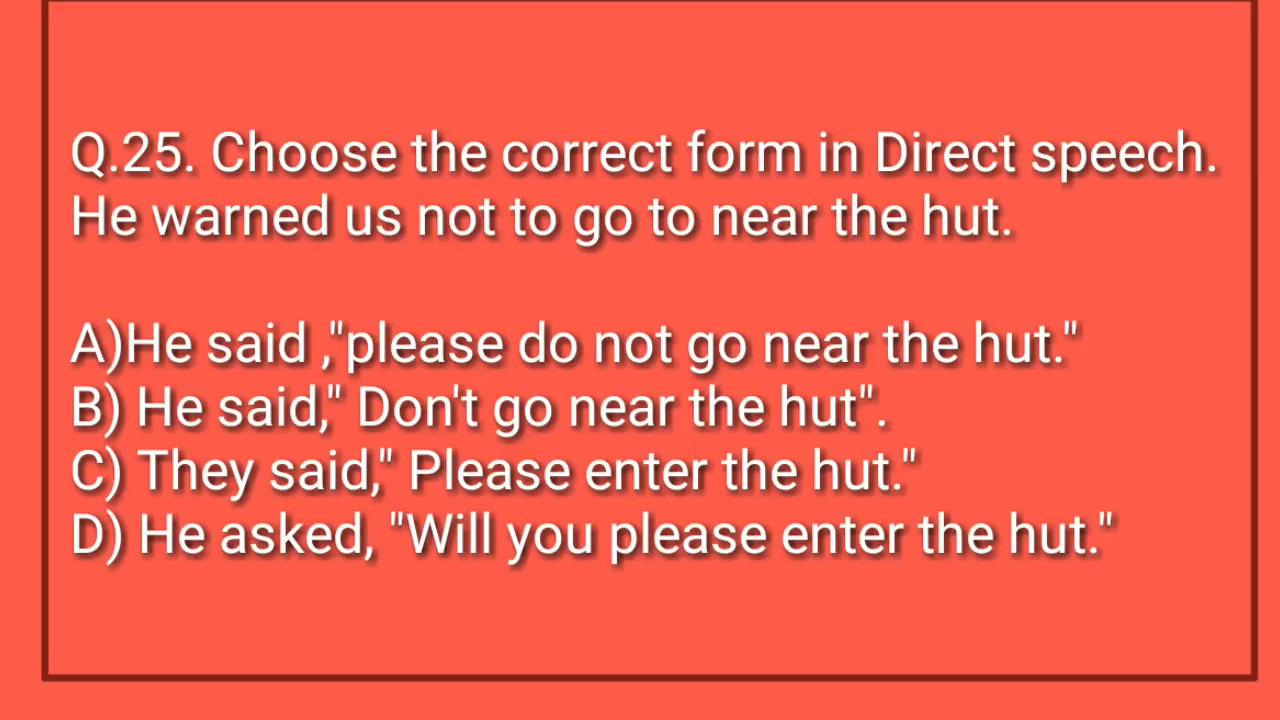 Q.25. Choose the correct form in Direct speech.
He warned us not to go to near the hut.
A)He said ,"please do not go near the hut."
B) He said," Don't go near the hut".
C) They said," Please enter the hut."
D) He asked, "Will you please enter the hut."